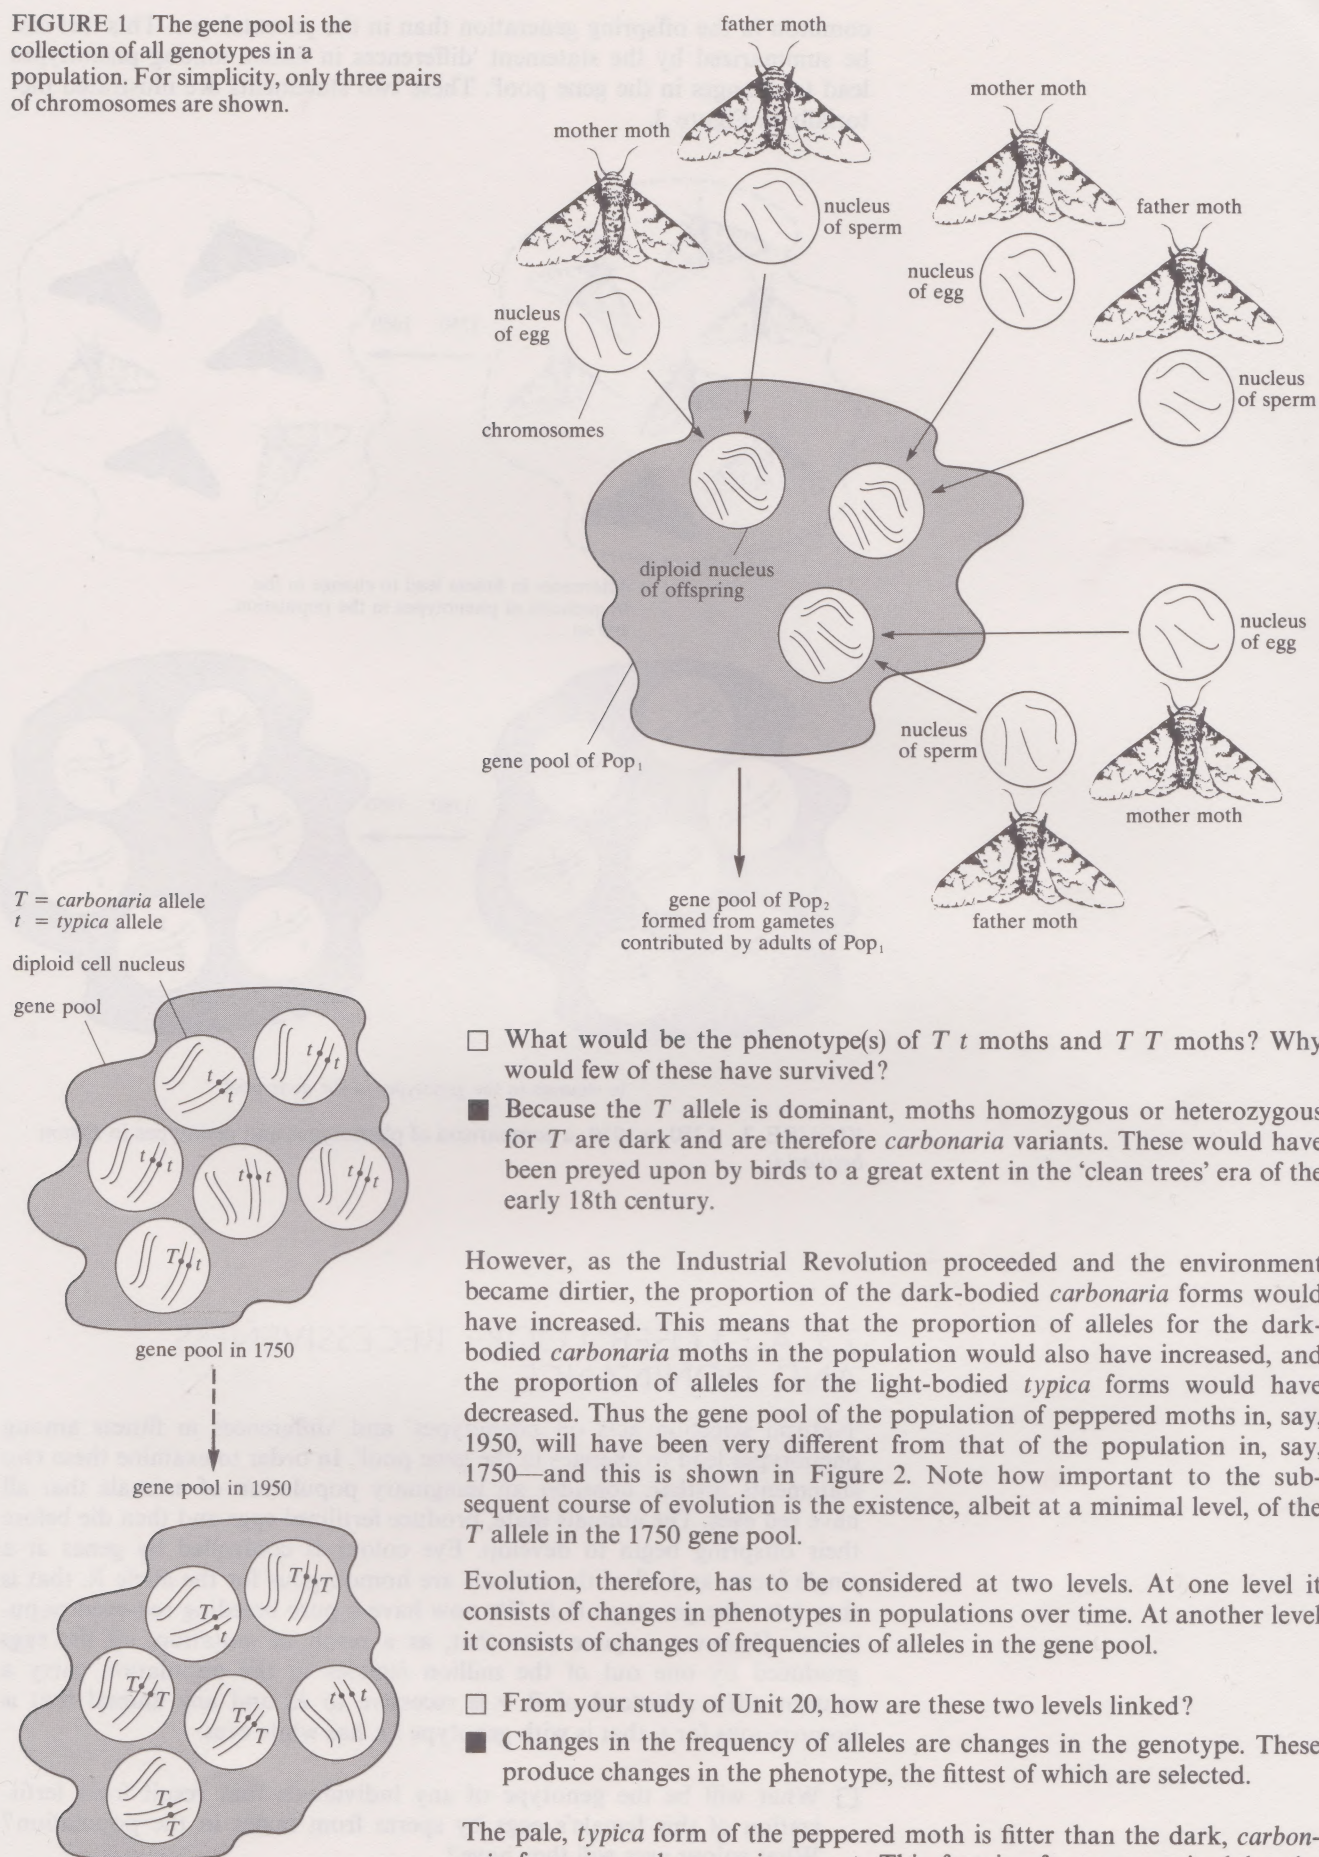 FIGURE 1 The gene pool is the
collection of all genotypes in a
population. For simplicity, only three pairs
of chromosomes are shown.
father moth
mother moth
mother moth
father moth
nucleus
of sperm
nucleus
of egg
nucleus
of egg
nucleus
of sperm
chromosomes
diploid nucleus
of offspring
nucleus
of egg
nucleus
of sperm
gene pool of Pop₁
mother moth
father moth
gene pool of Pop₂
formed from gametes
contributed by adults of Pop₁
T = carbonaria allele
t = typica allele
diploid cell nucleus
gene pool
t t
t t
t t
t t
t t
T t
gene pool in 1750
gene pool in 1950
T T
T t
T T
T T
t t
T T
□ What would be the phenotype(s) of T t moths and T T moths? Why
would few of these have survived?
■ Because the T allele is dominant, moths homozygous or heterozygous
for T are dark and are therefore carbonaria variants. These would have
been preyed upon by birds to a great extent in the ‘clean trees’ era of the
early 18th century.
However, as the Industrial Revolution proceeded and the environment
became dirtier, the proportion of the dark-bodied carbonaria forms would
have increased. This means that the proportion of alleles for the dark-
bodied carbonaria moths in the population would also have increased, and
the proportion of alleles for the light-bodied typica forms would have
decreased. Thus the gene pool of the population of peppered moths in, say,
1950, will have been very different from that of the population in, say,
1750—and this is shown in Figure 2. Note how important to the sub-
sequent course of evolution is the existence, albeit at a minimal level, of the
T allele in the 1750 gene pool.
Evolution, therefore, has to be considered at two levels. At one level it
consists of changes in phenotypes in populations over time. At another level
it consists of changes of frequencies of alleles in the gene pool.
□ From your study of Unit 20, how are these two levels linked?
■ Changes in the frequency of alleles are changes in the genotype. These
produce changes in the phenotype, the fittest of which are selected.
The pale, typica form of the peppered moth is fitter than the dark, carbon-